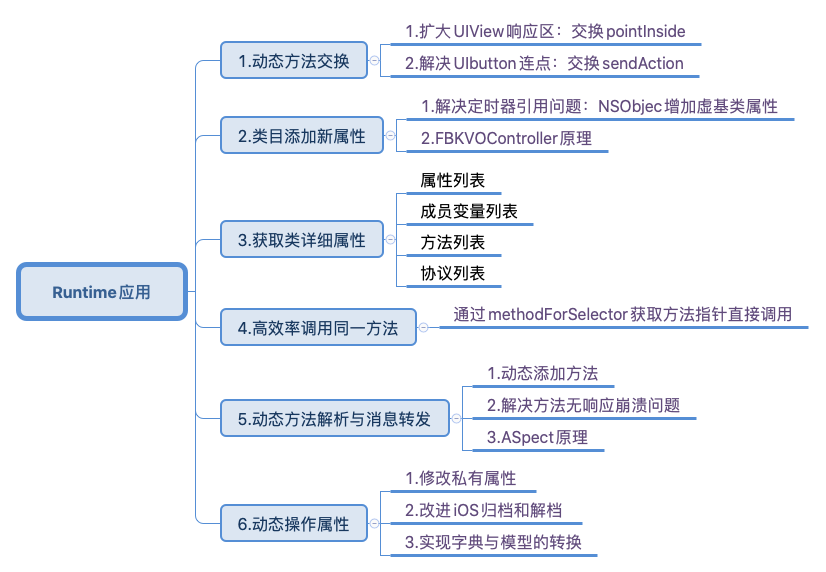 Runtime应用
1.动态方法交换
1.扩大UIView响应区：交换pointInside
2.解决UIbutton连点：交换sendAction
2.类目添加新属性
1.解决定时器引用问题：NSObjec增加虚基类属性
2.FBKVOController原理
3.获取类详细属性
属性列表
成员变量列表
方法列表
协议列表
4.高效率调用同一方法
通过methodForSelector获取方法指针直接调用
5.动态方法解析与消息转发
1.动态添加方法
2.解决方法无响应崩溃问题
3.ASpect原理
6.动态操作属性
1.修改私有属性
2.改进iOS归档和解档
3.实现字典与模型的转换